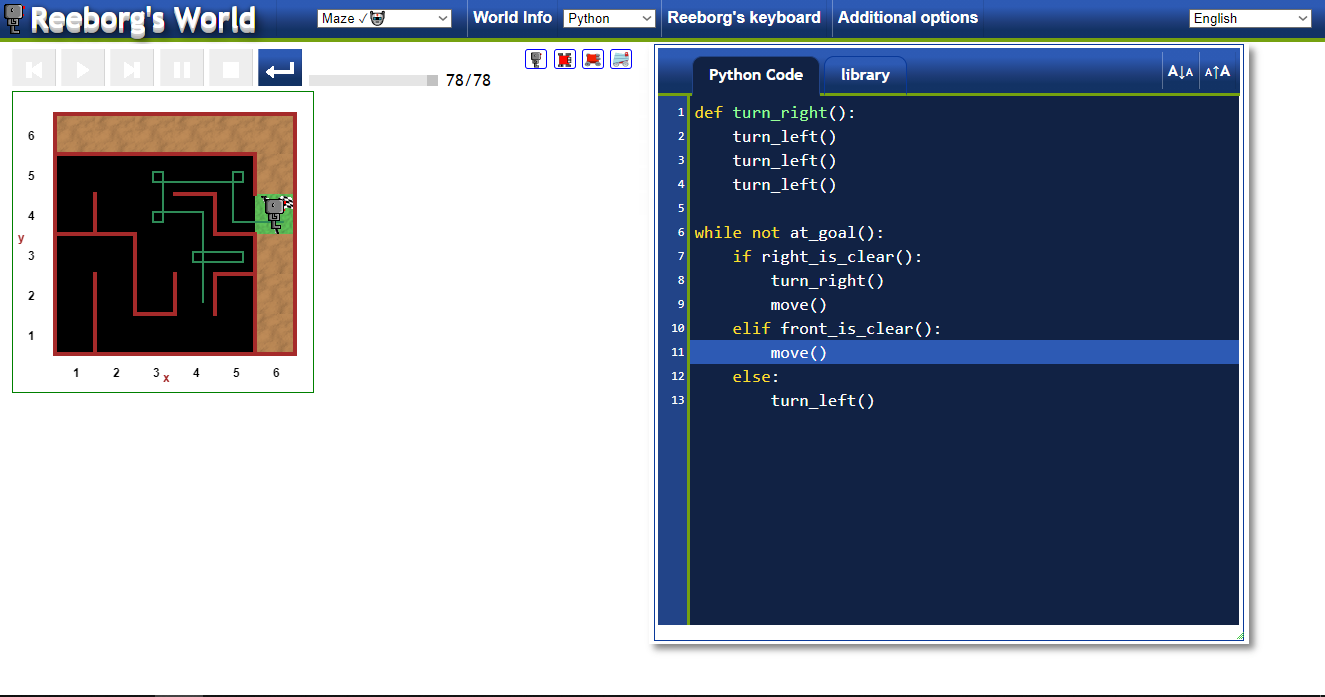 Reeborg's World
Maze ✓
World Info
Python
Reeborg's keyboard
Additional options
English
78/78
Python Code
library
A↓A
A↑A
1 def turn_right():
2     turn_left()
3     turn_left()
4     turn_left()
5
6 while not at_goal():
7     if right_is_clear():
8         turn_right()
9         move()
10     elif front_is_clear():
11         move()
12     else:
13         turn_left()
6
5
4
y
3
2
1
1 2 3 x 4 5 6